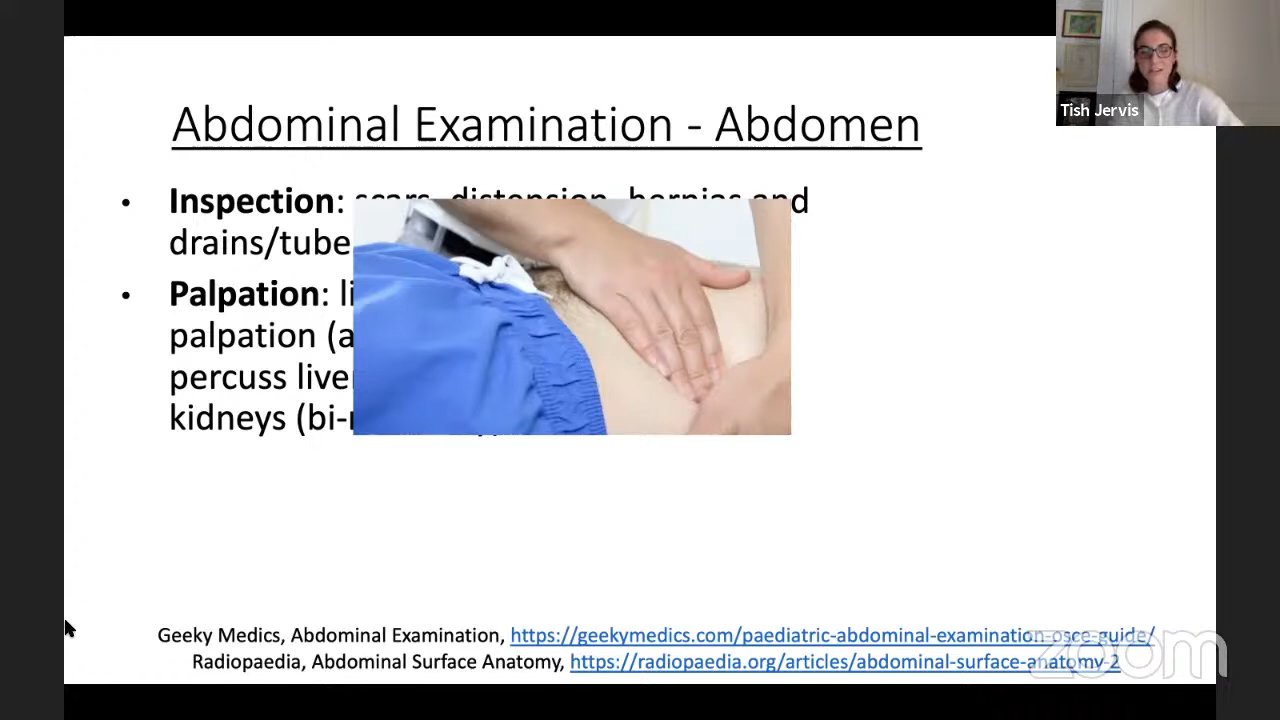 Tish Jervis
Abdominal Examination - Abdomen
• Inspection: scars, distension, hernias and
drains/tube
• Palpation: li
palpation (a
percuss live
kidneys (bi-
Geeky Medics, Abdominal Examination, https://geekymedics.com/paediatric-abdominal-examination-osce-guide/
Radiopaedia, Abdominal Surface Anatomy, https://radiopaedia.org/articles/abdominal-surface-anatomy-2
zoom